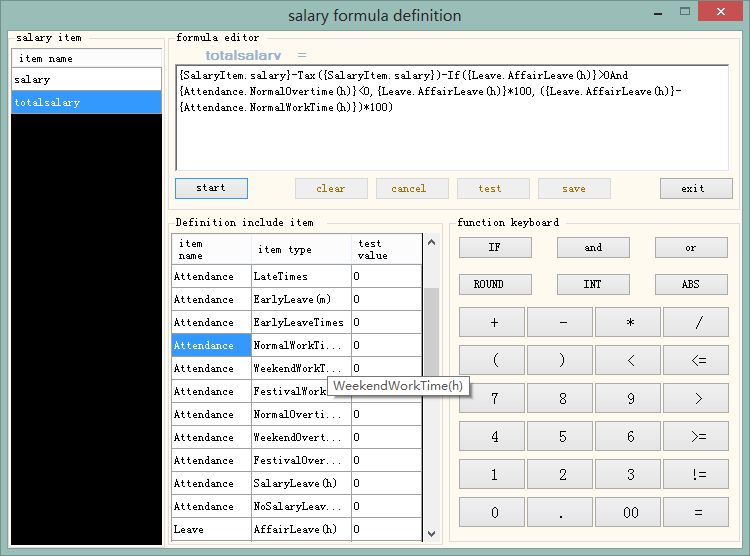 salary formula definition
salary item
item name
salary
totalsalary
formula editor
totalsalary =
{SalaryItem.salary}-Tax({SalaryItem.salary})-If({Leave.AffairLeave(h)}>0And
{Attendance.NormalOvertime(h)}<0,{Leave.AffairLeave(h)}*100,({Leave.AffairLeave(h)}-
{Attendance.NormalWorkTime(h)})*100)
start clear cancel test save exit
Definition include item
item name item type test value
Attendance LateTimes 0
Attendance EarlyLeave(m) 0
Attendance EarlyLeaveTimes 0
Attendance NormalWorkTi... 0
Attendance WeekendWorkT... 0
WeekendWorkTime(h)
Attendance FestivalWork 0
Attendance NormalOverti... 0
Attendance WeekendOvert... 0
Attendance FestivalOver... 0
Attendance SalaryLeave(h) 0
Attendance NoSalaryLeav... 0
Leave AffairLeave(h) 0
function keyboard
IF and or
ROUND INT ABS
+ - * /
( ) < <=
7 8 9 >
4 5 6 >=
1 2 3 !=
0 . 00 =